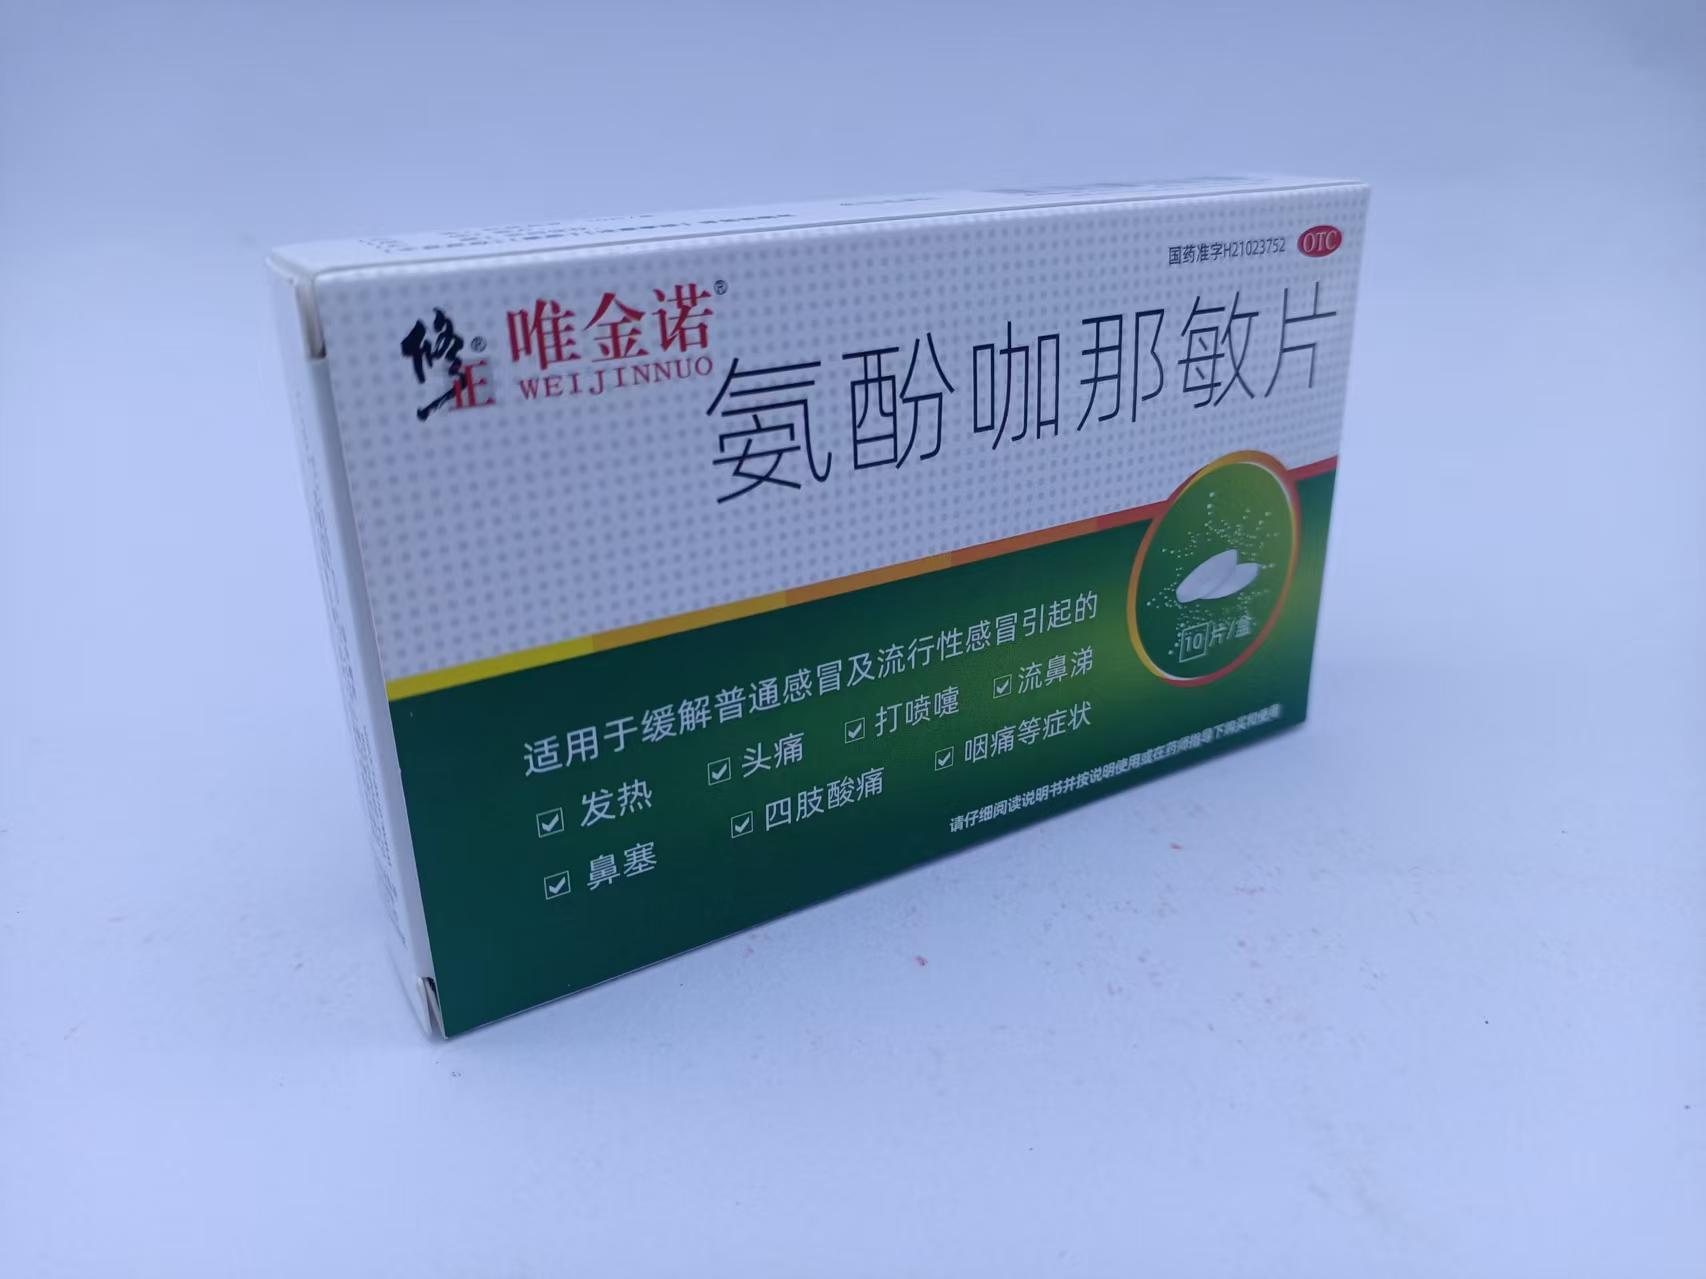 国药准字H21023752 OTC
修正® 唯金诺®
WEIJINNUO
氨酚咖那敏片
10片/盒
适用于缓解普通感冒及流行性感冒引起的
发热 头痛 打喷嚏 流鼻涕
鼻塞 四肢酸痛 咽痛等症状
请仔细阅读说明书并按说明使用或在药师指导下购买和使用